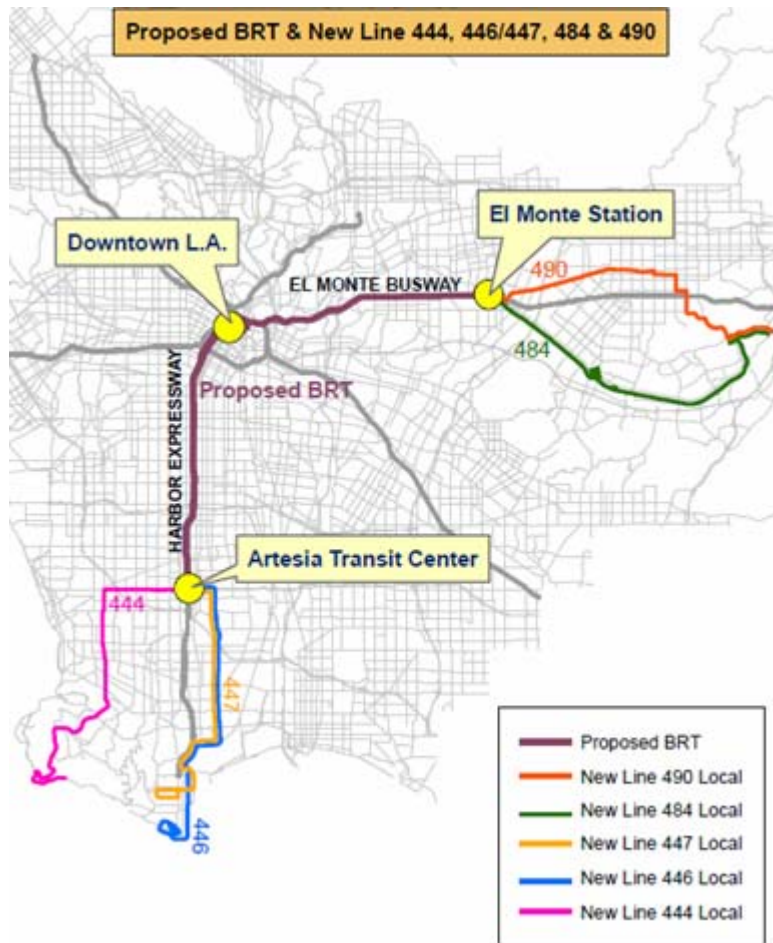 Proposed BRT & New Line 444, 446/447, 484 & 490
El Monte Station
Downtown L.A.
490
EL MONTE BUSWAY
484
HARBOR EXPRESSWAY
Proposed BRT
Artesia Transit Center
444
447
446
Proposed BRT
New Line 490 Local
New Line 484 Local
New Line 447 Local
New Line 446 Local
New Line 444 Local